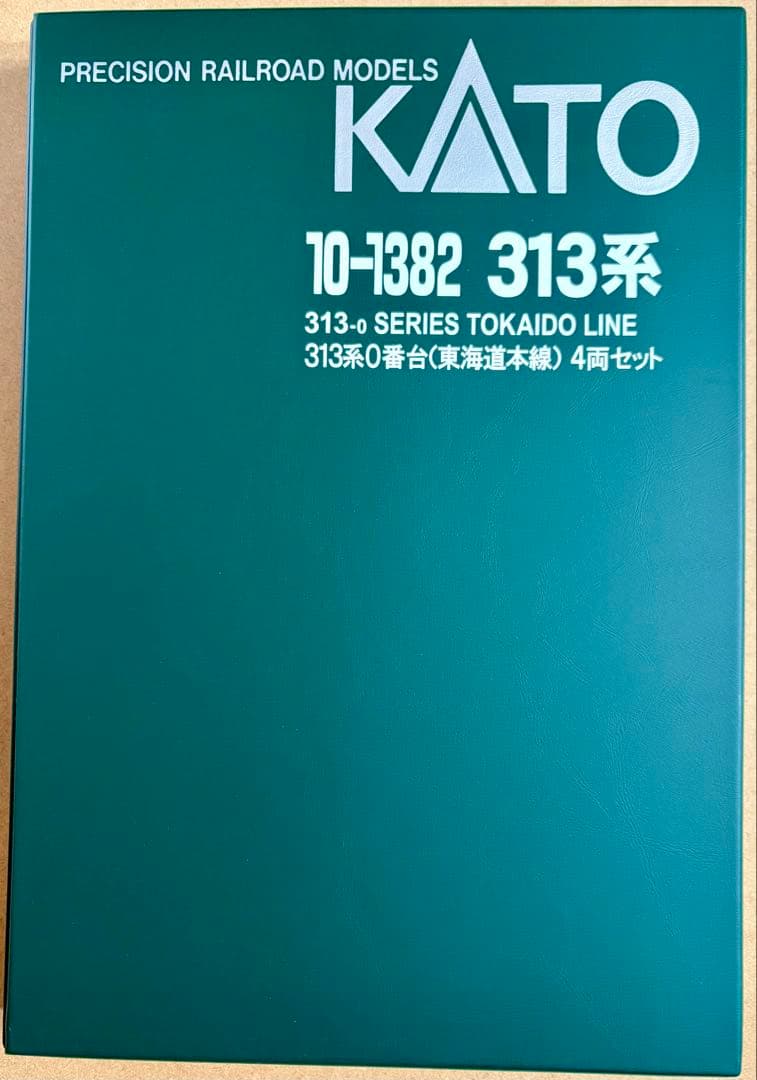 PRECISION RAILROAD MODELS
KATO
10-1382 313系
313-0 SERIES TOKAIDO LINE
313系0番台(東海道本線) 4両セット